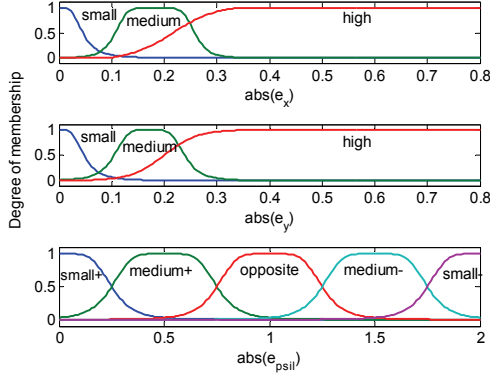 Degree of membership
1
0.5
0
small
medium
high
0 0.1 0.2 0.3 0.4 0.5 0.6 0.7 0.8
abs(e_x)
1
0.5
0
small
medium
high
0 0.1 0.2 0.3 0.4 0.5 0.6 0.7 0.8
abs(e_y)
1
0.5
0
small+ medium+ opposite medium- small-
0 0.5 1 1.5 2
abs(e_psil)